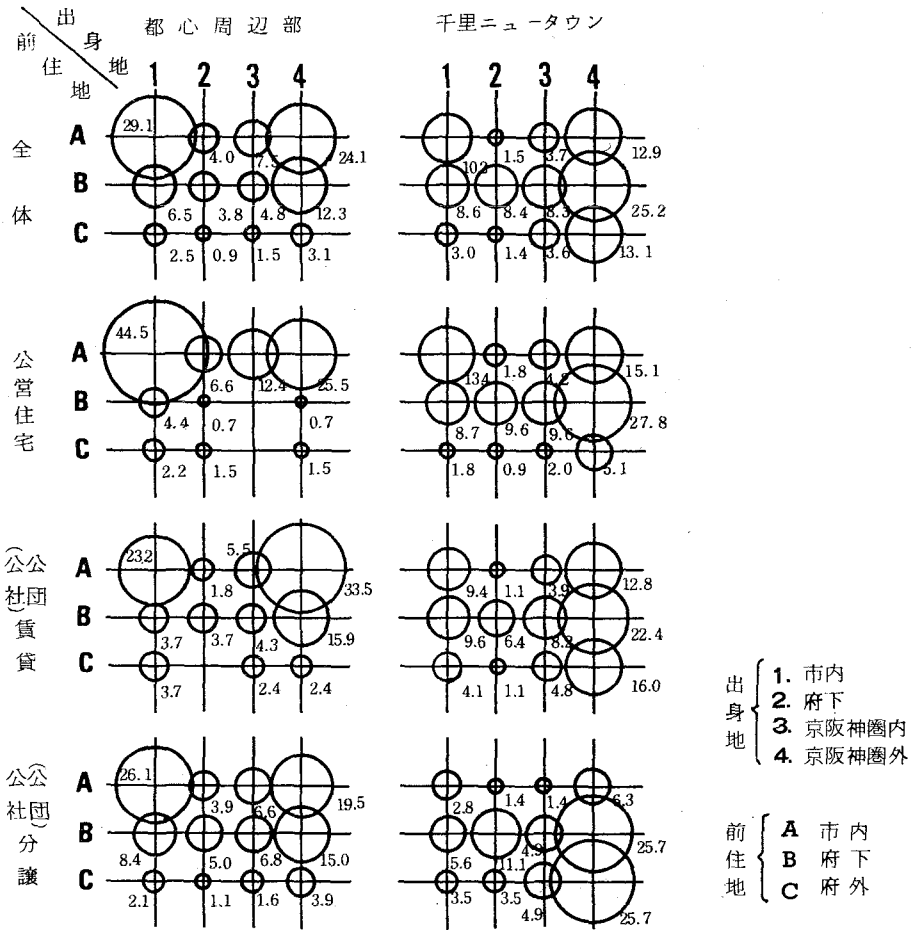 出身地
前住地
都心周辺部 千里ニュータウン
1 2 3 4 1 2 3 4
全体
A 29.1 4.0 7.5 24.1 10.2 1.5 3.7 12.9
B 6.5 3.8 4.8 12.3 8.6 8.4 8.3 25.2
C 2.5 0.9 1.5 3.1 3.0 1.4 3.6 13.1
公営住宅
A 44.5 6.6 12.4 25.5 13.4 1.8 4.2 15.1
B 4.4 0.7 0.7 8.7 9.6 9.6 27.8
C 2.2 1.5 1.5 1.8 0.9 2.0 5.1
公団(公社)賃貸
A 23.2 1.8 5.5 33.5 9.4 1.1 3.9 12.8
B 3.7 3.7 4.3 15.9 9.6 6.4 8.2 22.4
C 3.7 2.4 2.4 4.1 1.1 4.8 16.0
公社(公団)分譲
A 26.1 3.9 6.6 19.5 2.8 1.4 1.4 6.3
B 8.4 5.0 6.8 15.0 5.6 11.1 4.9 25.7
C 2.1 1.1 1.6 3.9 3.5 3.5 4.9 25.7
出身地
1. 市内
2. 府下
3. 京阪神圏内
4. 京阪神圏外
前住地
A 市内
B 府下
C 府外